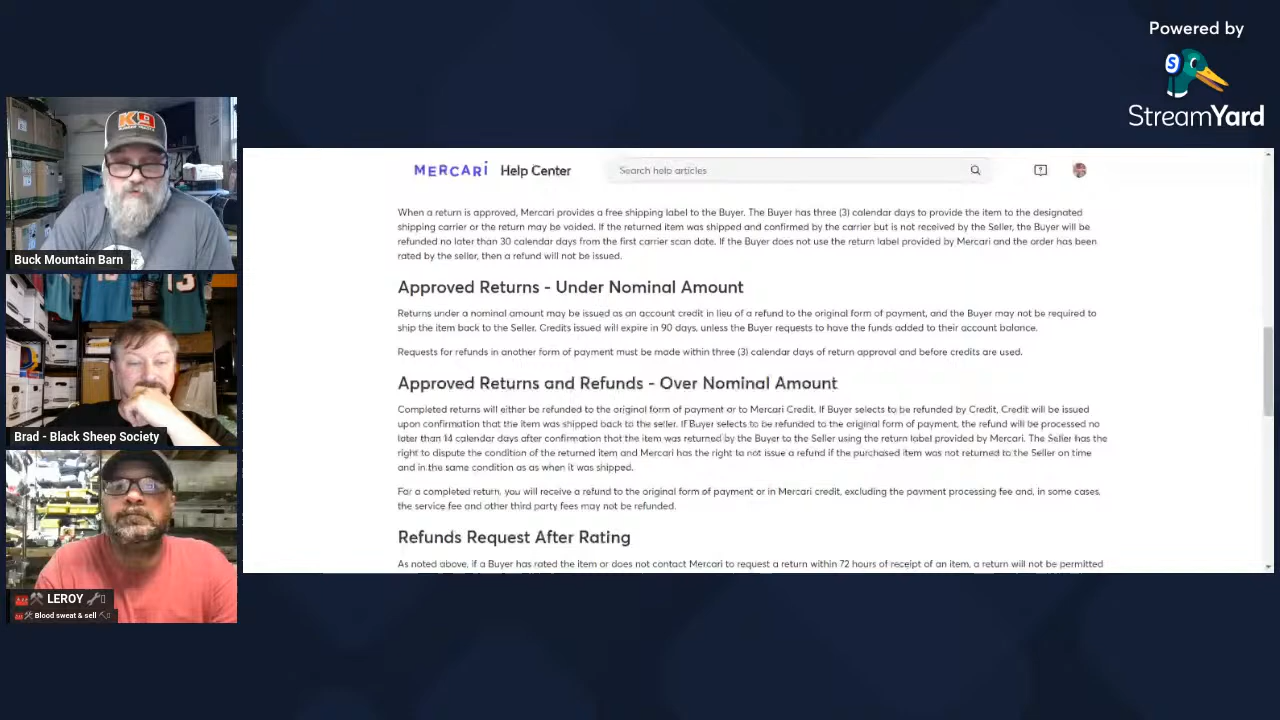 Powered by
StreamYard
K9
Buck Mountain Barn
13
Brad - Black Sheep Society
LEROY
Blood sweat & sell
MERCARI Help Center
Search help articles
When a return is approved, Mercari provides a free shipping label to the Buyer. The Buyer has three (3) calendar days to provide the item to the designated
shipping carrier or the return may be voided. If the returned item was shipped and confirmed by the carrier but is not received by the Seller, the Buyer will be
refunded no later than 30 calendar days from the first carrier scan date. If the Buyer does not use the return label provided by Mercari and the order has been
rated by the seller, then a refund will not be issued.
Approved Returns - Under Nominal Amount
Returns under a nominal amount may be issued as an account credit in lieu of a refund to the original form of payment, and the Buyer may not be required to
ship the item back to the Seller. Credits issued will expire in 90 days, unless the Buyer requests to have the funds added to their account balance.
Requests for refunds in another form of payment must be made within three (3) calendar days of return approval and before credits are used.
Approved Returns and Refunds - Over Nominal Amount
Completed returns will either be refunded to the original form of payment or to Mercari Credit. If Buyer selects to be refunded by Credit, Credit will be issued
upon confirmation that the item was shipped back to the seller. If Buyer selects to be refunded to the original form of payment, the refund will be processed no
later than 14 calendar days after confirmation that the item was returned by the Buyer to the Seller using the return label provided by Mercari. The Seller has the
right to dispute the condition of the returned item and Mercari has the right to not issue a refund if the purchased item was not returned to the Seller on time
and in the same condition as as when it was shipped.
For a completed return, you will receive a refund to the original form of payment or in Mercari credit, excluding the payment processing fee and, in some cases,
the service fee and other third party fees may not be refunded.
Refunds Request After Rating
As noted above, if a Buyer has rated the item or does not contact Mercari to request a return within 72 hours of receipt of an item, a return will not be permitted